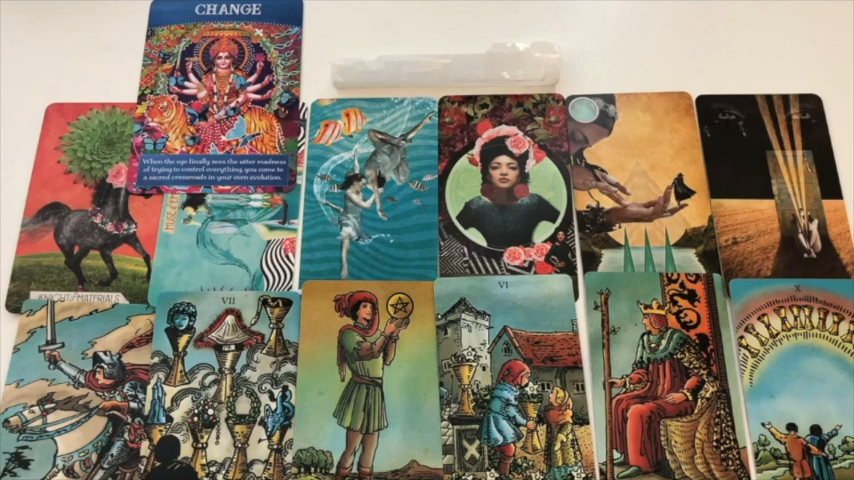 CHANGE
When the ego finally sees the utter madness
of trying to control everything, you come to
a sacred crossroads in your own evolution.
KNIGHT of MATERIALS
VII
VI
X